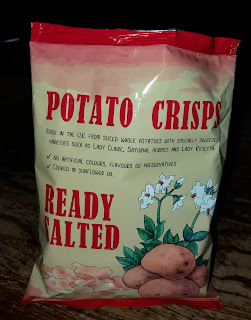 POTATO CRISPS
MADE IN THE UK FROM SLICED WHOLE POTATOES WITH SPECIALLY SELECTED
VARIETIES SUCH AS LADY CLAIRE, SATURNA, HERMES AND LADY ROSETTA
✓ NO ARTIFICIAL COLOURS, FLAVOURS OR PRESERVATIVES
✓ COOKED IN SUNFLOWER OIL
READY
SALTED